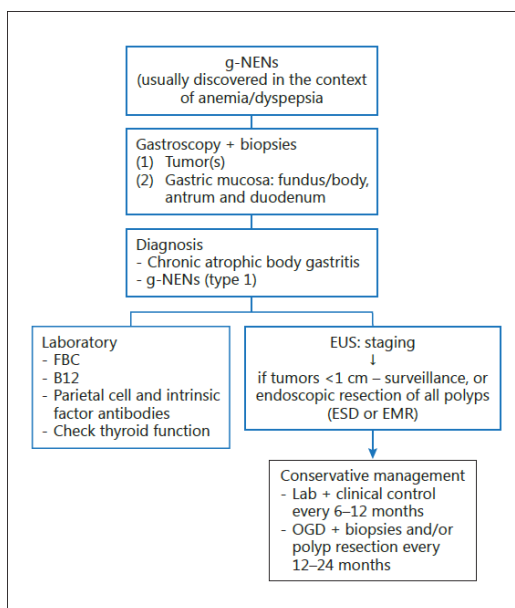 g-NENs
(usually discovered in the context
of anemia/dyspepsia
Gastroscopy + biopsies
(1) Tumor(s)
(2) Gastric mucosa: fundus/body,
antrum and duodenum
Diagnosis
- Chronic atrophic body gastritis
- g-NENs (type 1)
Laboratory
- FBC
- B12
- Parietal cell and intrinsic
factor antibodies
- Check thyroid function
EUS: staging
↓
if tumors <1 cm – surveillance, or
endoscopic resection of all polyps
(ESD or EMR)
Conservative management
- Lab + clinical control
every 6–12 months
- OGD + biopsies and/or
polyp resection every
12–24 months